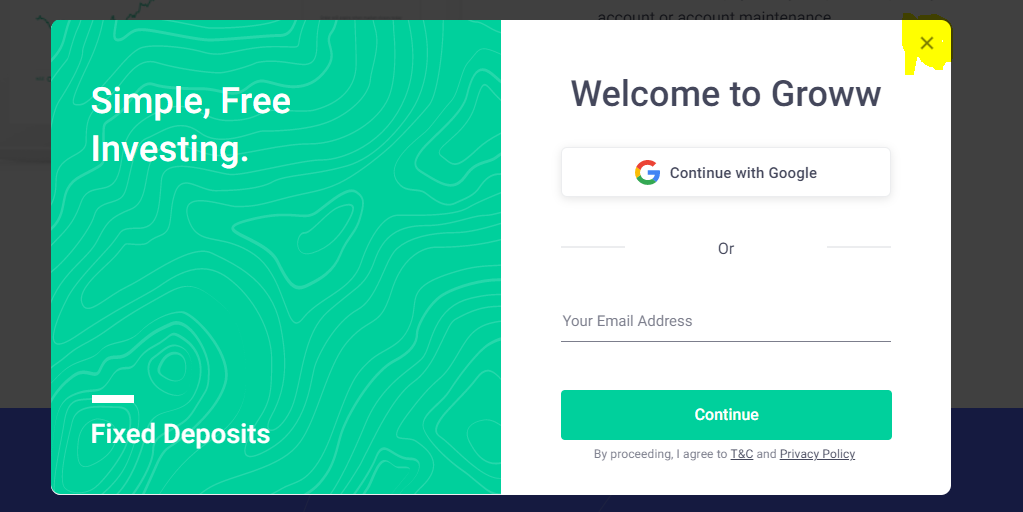 account or account maintenance
Simple, Free
Investing.
Fixed Deposits
Welcome to Groww
Continue with Google
Or
Your Email Address
Continue
By proceeding, I agree to T&C and Privacy Policy